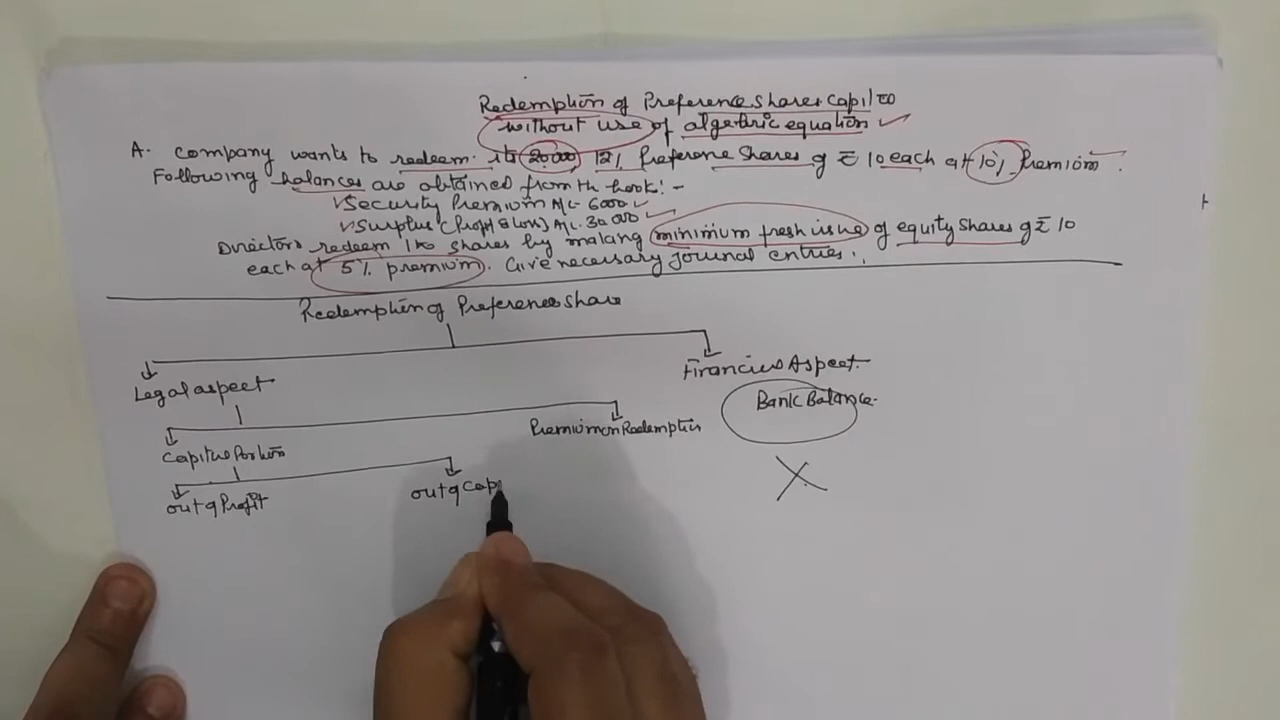 Redemption of Preference share capital
without use of algebric equation
A. company wants to redeem its 20,000, 12% Preference Shares of ₹ 10 each at 10% Premium.
Following balances are obtained from the book:-
Security Premium A/c 6000
Surplus (Profit & Loss) A/c. 30,000
Directors redeem the shares by making minimum fresh issue of equity shares of ₹ 10
each at 5% premium. Give necessary journal entries.
Redemption of Preference Share
Legal aspect
Financial Aspect
Bank Balance
Capital Portion
Premium on Redemption
out of Profit
out of Cap